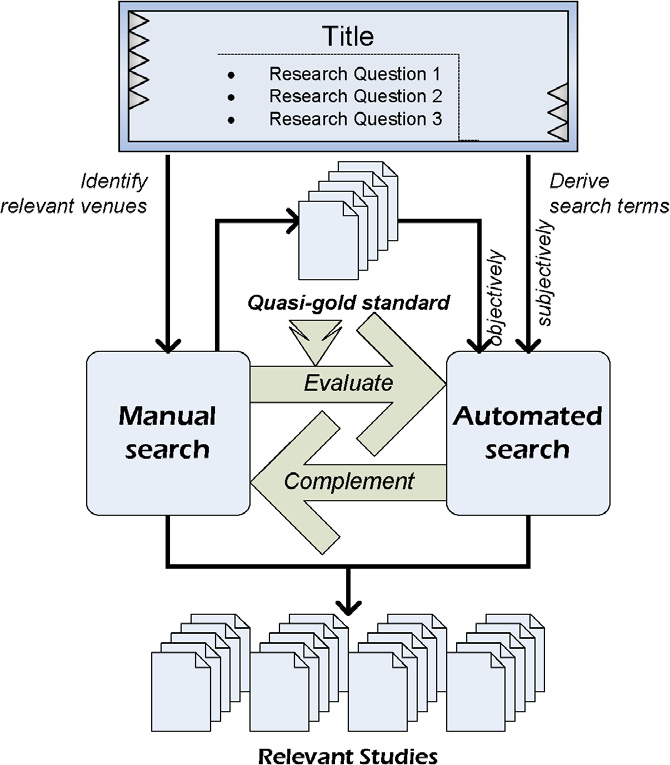 Title
• Research Question 1
• Research Question 2
• Research Question 3
Identify
relevant venues
Derive
search terms
objectively
subjectively
Quasi-gold standard
Evaluate
Manual
search
Automated
search
Complement
Relevant Studies